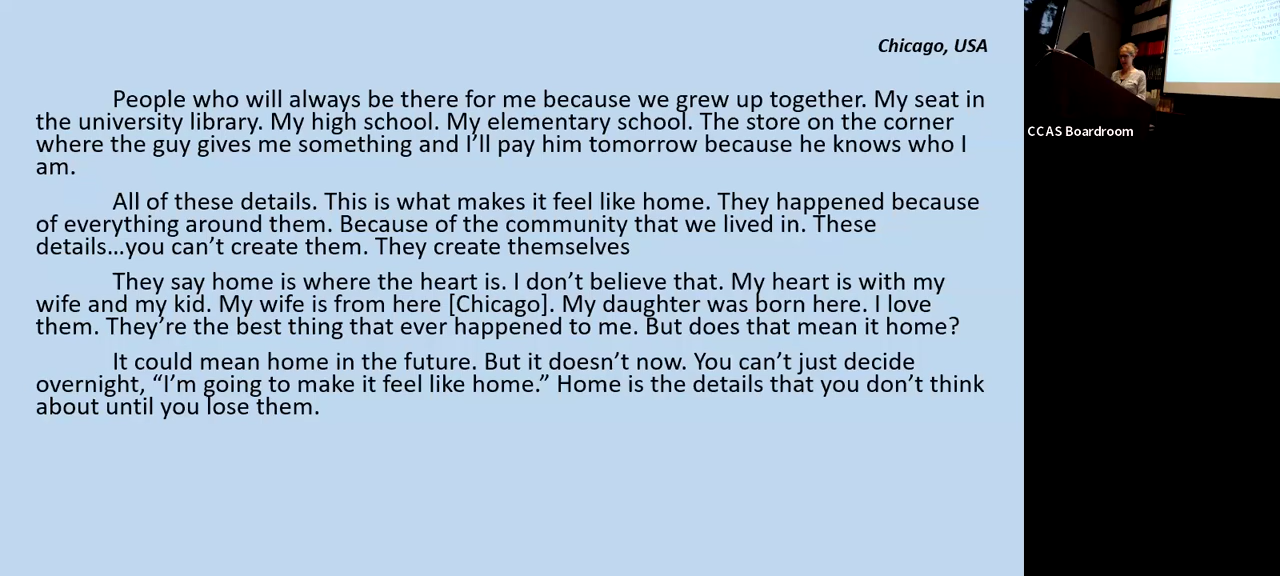 Chicago, USA
People who will always be there for me because we grew up together. My seat in
the university library. My high school. My elementary school. The store on the corner
where the guy gives me something and I’ll pay him tomorrow because he knows who I
am.
All of these details. This is what makes it feel like home. They happened because
of everything around them. Because of the community that we lived in. These
details…you can’t create them. They create themselves
They say home is where the heart is. I don’t believe that. My heart is with my
wife and my kid. My wife is from here [Chicago]. My daughter was born here. I love
them. They’re the best thing that ever happened to me. But does that mean it home?
It could mean home in the future. But it doesn’t now. You can’t just decide
overnight, “I’m going to make it feel like home.” Home is the details that you don’t think
about until you lose them.
CCAS Boardroom